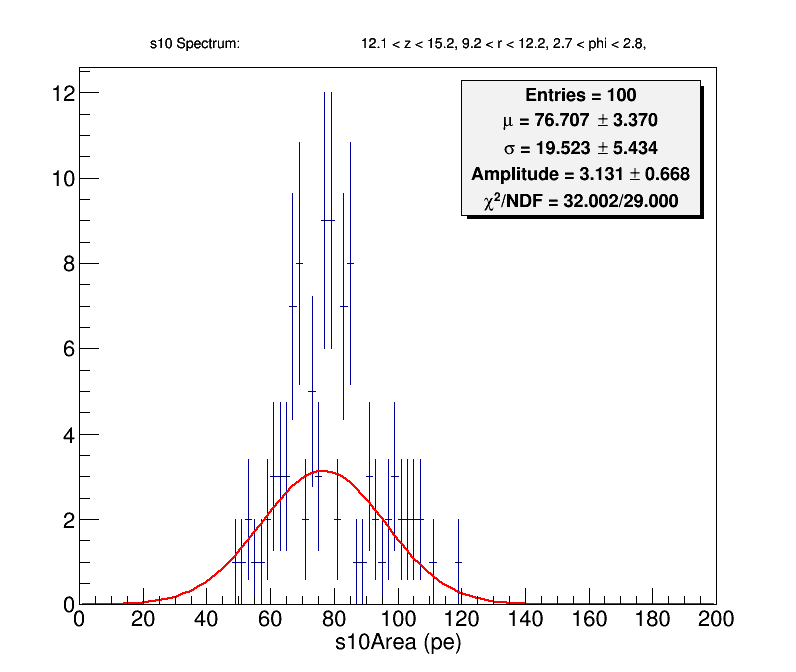 s10 Spectrum: 12.1 < z < 15.2, 9.2 < r < 12.2, 2.7 < phi < 2.8,
Entries = 100
μ = 76.707 ± 3.370
σ = 19.523 ± 5.434
Amplitude = 3.131 ± 0.668
χ²/NDF = 32.002/29.000
12
10
8
6
4
2
0
0 20 40 60 80 100 120 140 160 180 200
s10Area (pe)